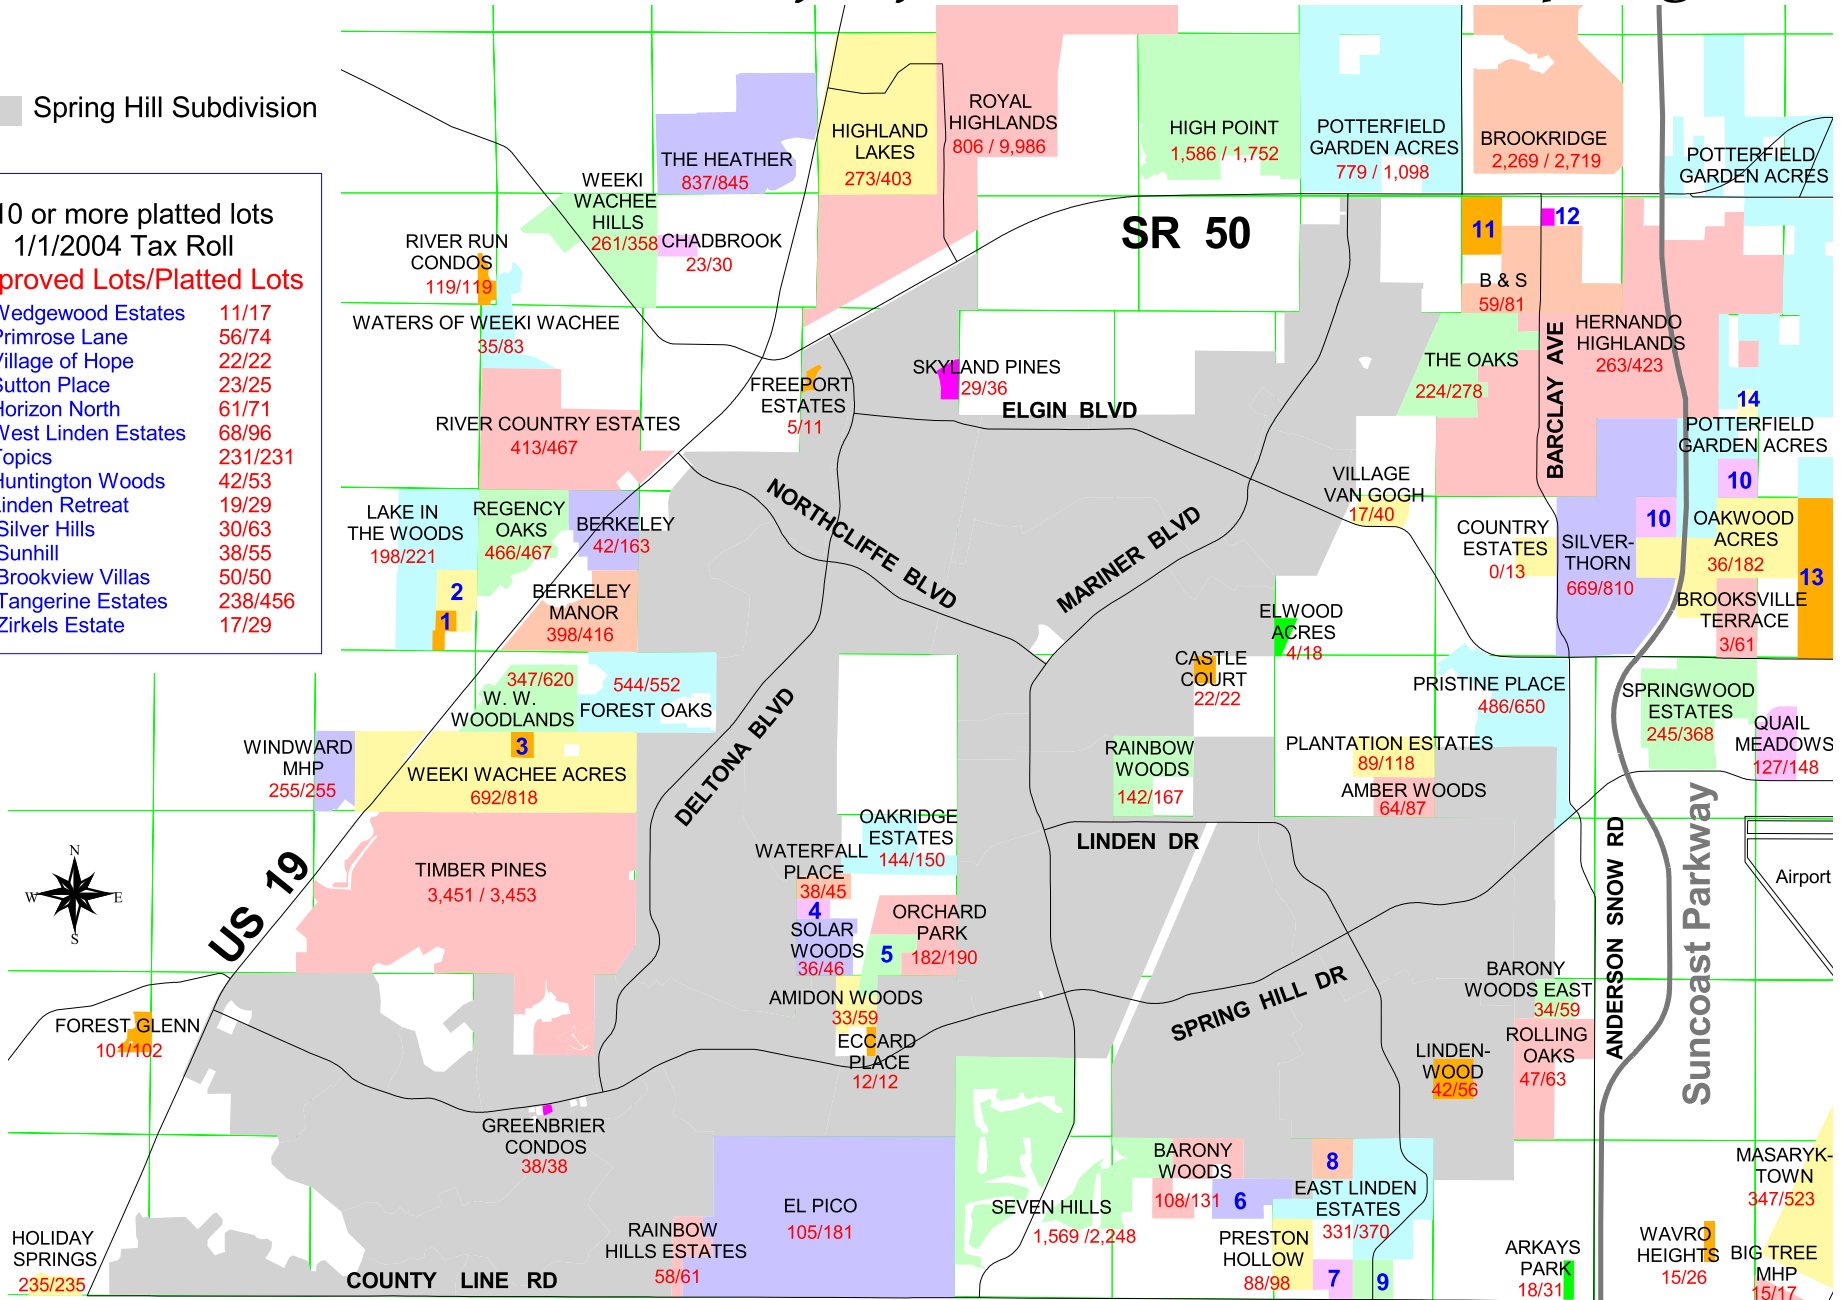 Spring Hill Subdivision
10 or more platted lots
1/1/2004 Tax Roll
proved Lots/Platted Lots
Wedgewood Estates 11/17
Primrose Lane 56/74
Village of Hope 22/22
Sutton Place 23/25
Horizon North 61/71
West Linden Estates 68/96
Topics 231/231
Huntington Woods 42/53
Linden Retreat 19/29
Silver Hills 30/63
Sunhill 38/55
Brookview Villas 50/50
Tangerine Estates 238/456
Zirkels Estate 17/29
THE HEATHER
837/845
HIGHLAND
LAKES
273/403
ROYAL
HIGHLANDS
806 / 9,986
HIGH POINT
1,586 / 1,752
POTTERFIELD
GARDEN ACRES
779 / 1,098
BROOKRIDGE
2,269 / 2,719
POTTERFIELD
GARDEN ACRES
WEEKI
WACHEE
HILLS
261/358
CHADBROOK
23/30
RIVER RUN
CONDOS
119/119
WATERS OF WEEKI WACHEE
35/83
SR 50
11
12
B & S
59/81
HERNANDO
HIGHLANDS
263/423
THE OAKS
224/278
BARCLAY AVE
14
POTTERFIELD
GARDEN ACRES
10
FREEPORT
ESTATES
5/11
SKYLAND PINES
29/36
ELGIN BLVD
RIVER COUNTRY ESTATES
413/467
VILLAGE
VAN GOGH
17/40
LAKE IN
THE WOODS
198/221
REGENCY
OAKS
466/467
BERKELEY
42/163
NORTHCLIFFE BLVD
MARINER BLVD
COUNTRY
ESTATES
0/13
SILVER-
THORN
669/810
10
OAKWOOD
ACRES
36/182
13
BROOKSVILLE
TERRACE
3/61
2
1
BERKELEY
MANOR
398/416
ELWOOD
ACRES
4/18
CASTLE
COURT
22/22
347/620
W. W.
WOODLANDS
544/552
FOREST OAKS
DELTONA BLVD
PRISTINE PLACE
486/650
SPRINGWOOD
ESTATES
245/368
QUAIL
MEADOWS
127/148
WINDWARD
MHP
255/255
3
WEEKI WACHEE ACRES
692/818
RAINBOW
WOODS
142/167
PLANTATION ESTATES
89/118
AMBER WOODS
64/87
LINDEN DR
OAKRIDGE
ESTATES
144/150
WATERFALL
PLACE
38/45
4
SOLAR
WOODS
36/46
5
ORCHARD
PARK
182/190
TIMBER PINES
3,451 / 3,453
N
W
E
S
US 19
ANDERSON SNOW RD
Suncoast Parkway
Airport
AMIDON WOODS
33/59
ECCARD
PLACE
12/12
SPRING HILL DR
BARONY
WOODS EAST
34/59
ROLLING
OAKS
47/63
LINDEN-
WOOD
42/56
FOREST GLENN
101/102
GREENBRIER
CONDOS
38/38
BARONY
WOODS
108/131
8
6
EAST LINDEN
ESTATES
331/370
MASARYK-
TOWN
347/523
HOLIDAY
SPRINGS
235/235
RAINBOW
HILLS ESTATES
58/61
EL PICO
105/181
SEVEN HILLS
1,569 /2,248
PRESTON
HOLLOW
88/98
7
9
ARKAYS
PARK
18/31
WAVRO
HEIGHTS
15/26
BIG TREE
MHP
15/17
COUNTY LINE RD